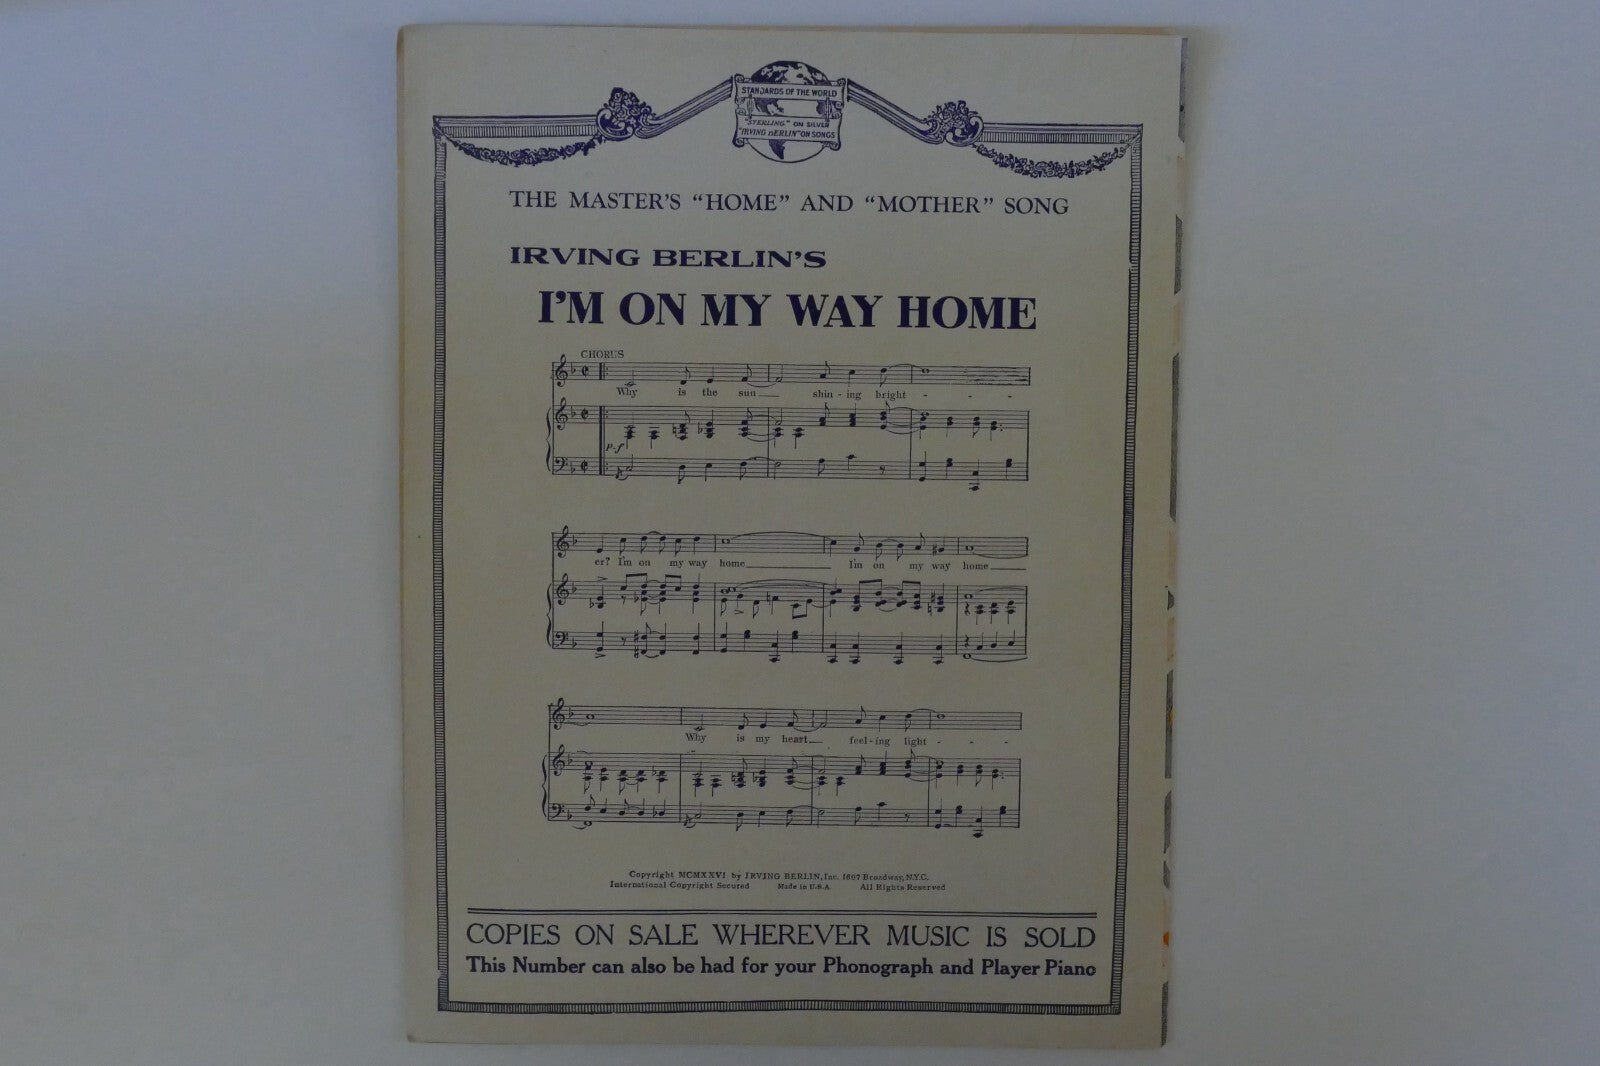 STANDARDS OF THE WORLD
"STERLING" ON SILVER
"IRVING BERLIN" ON SONGS
THE MASTER'S “HOME” AND “MOTHER” SONG
IRVING BERLIN'S
I'M ON MY WAY HOME
CHORUS
Why is the sun shin - ing bright - - - -
p-f
er? I'm on my way home I'm on my way home
Why is my heart feel - ing light - - - -
Copyright MCMXXVI by IRVING BERLIN, Inc. 1607 Broadway, N.Y.C.
International Copyright Secured Made in U.S.A. All Rights Reserved
COPIES ON SALE WHEREVER MUSIC IS SOLD
This Number can also be had for your Phonograph and Player Piano